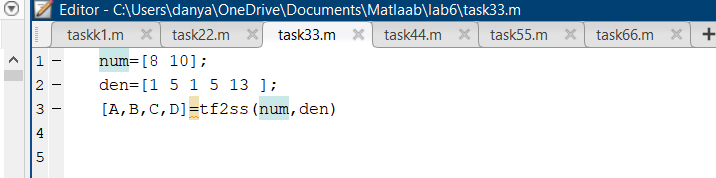 Editor - C:\Users\danya\OneDrive\Documents\Matlaab\lab6\task33.m
taskk1.m task22.m task33.m task44.m task55.m task66.m
1 - num=[8 10];
2 - den=[1 5 1 5 13 ];
3 - [A,B,C,D]=tf2ss(num,den)
4
5